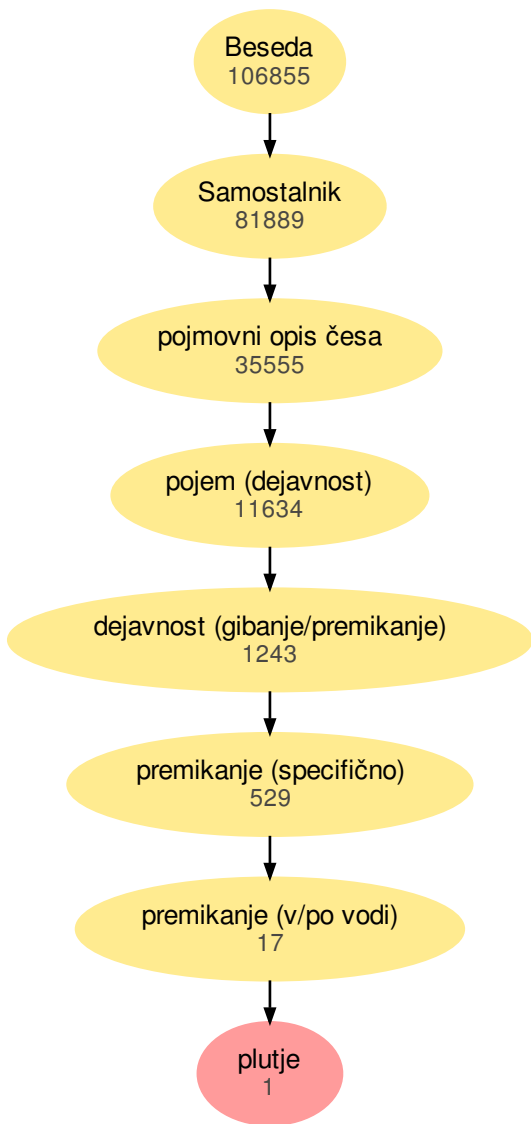 Beseda
106855
Samostalnik
81889
pojmovni opis česa
35555
pojem (dejavnost)
11634
dejavnost (gibanje/premikanje)
1243
premikanje (specifično)
529
premikanje (v/po vodi)
17
plutje
1